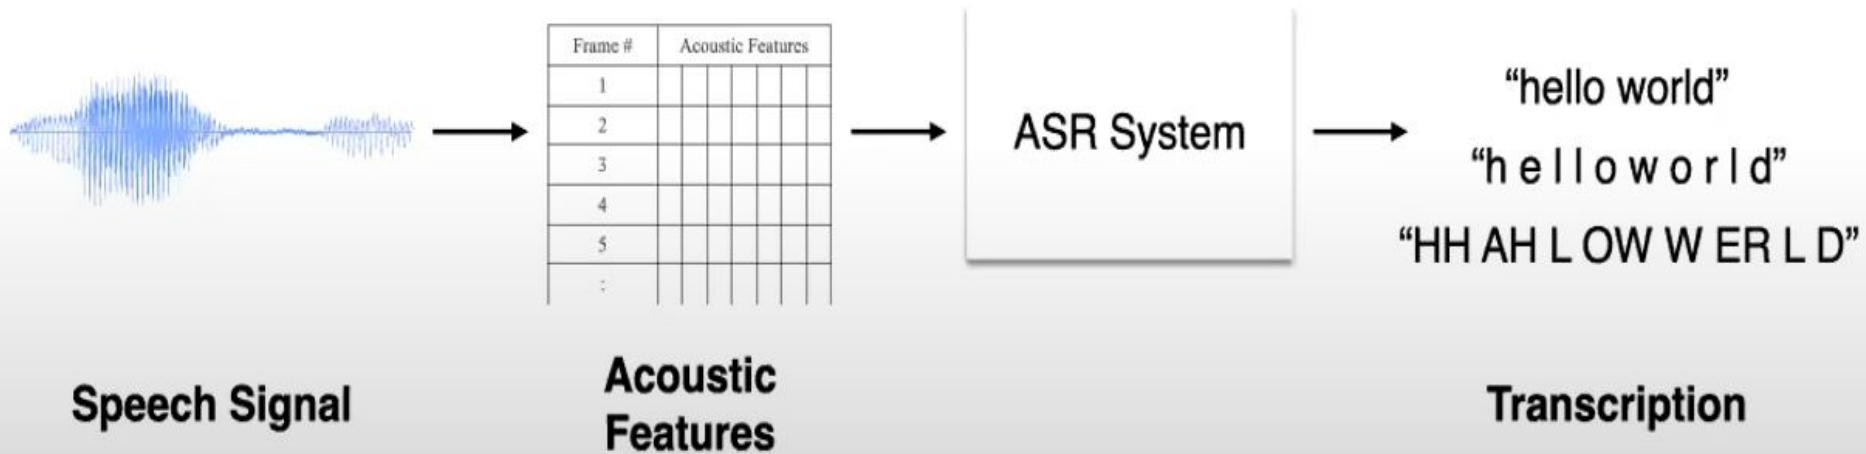 Frame # Acoustic Features
1
2
3
4
5
:
ASR System
“hello world”
“h e l l o w o r l d”
“HH AH L OW W ER L D”
Speech Signal
Acoustic
Features
Transcription